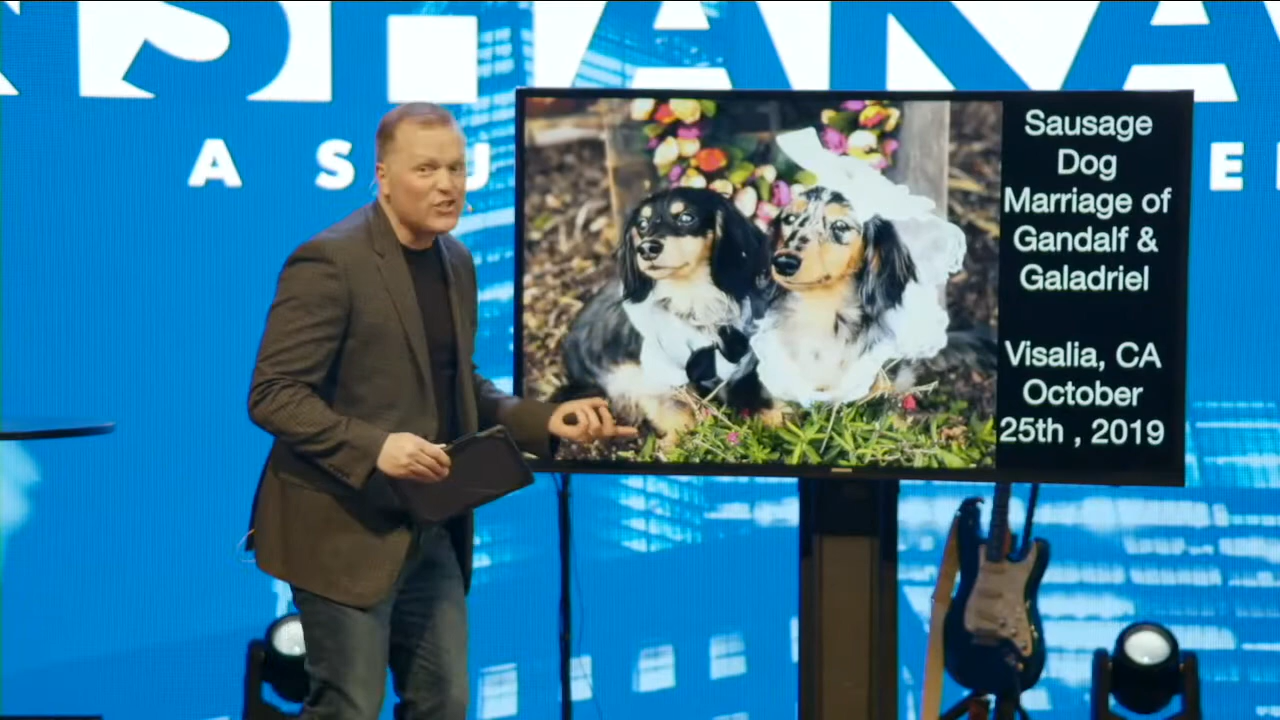 A S U
E
Sausage
Dog
Marriage of
Gandalf &
Galadriel
Visalia, CA
October
25th , 2019